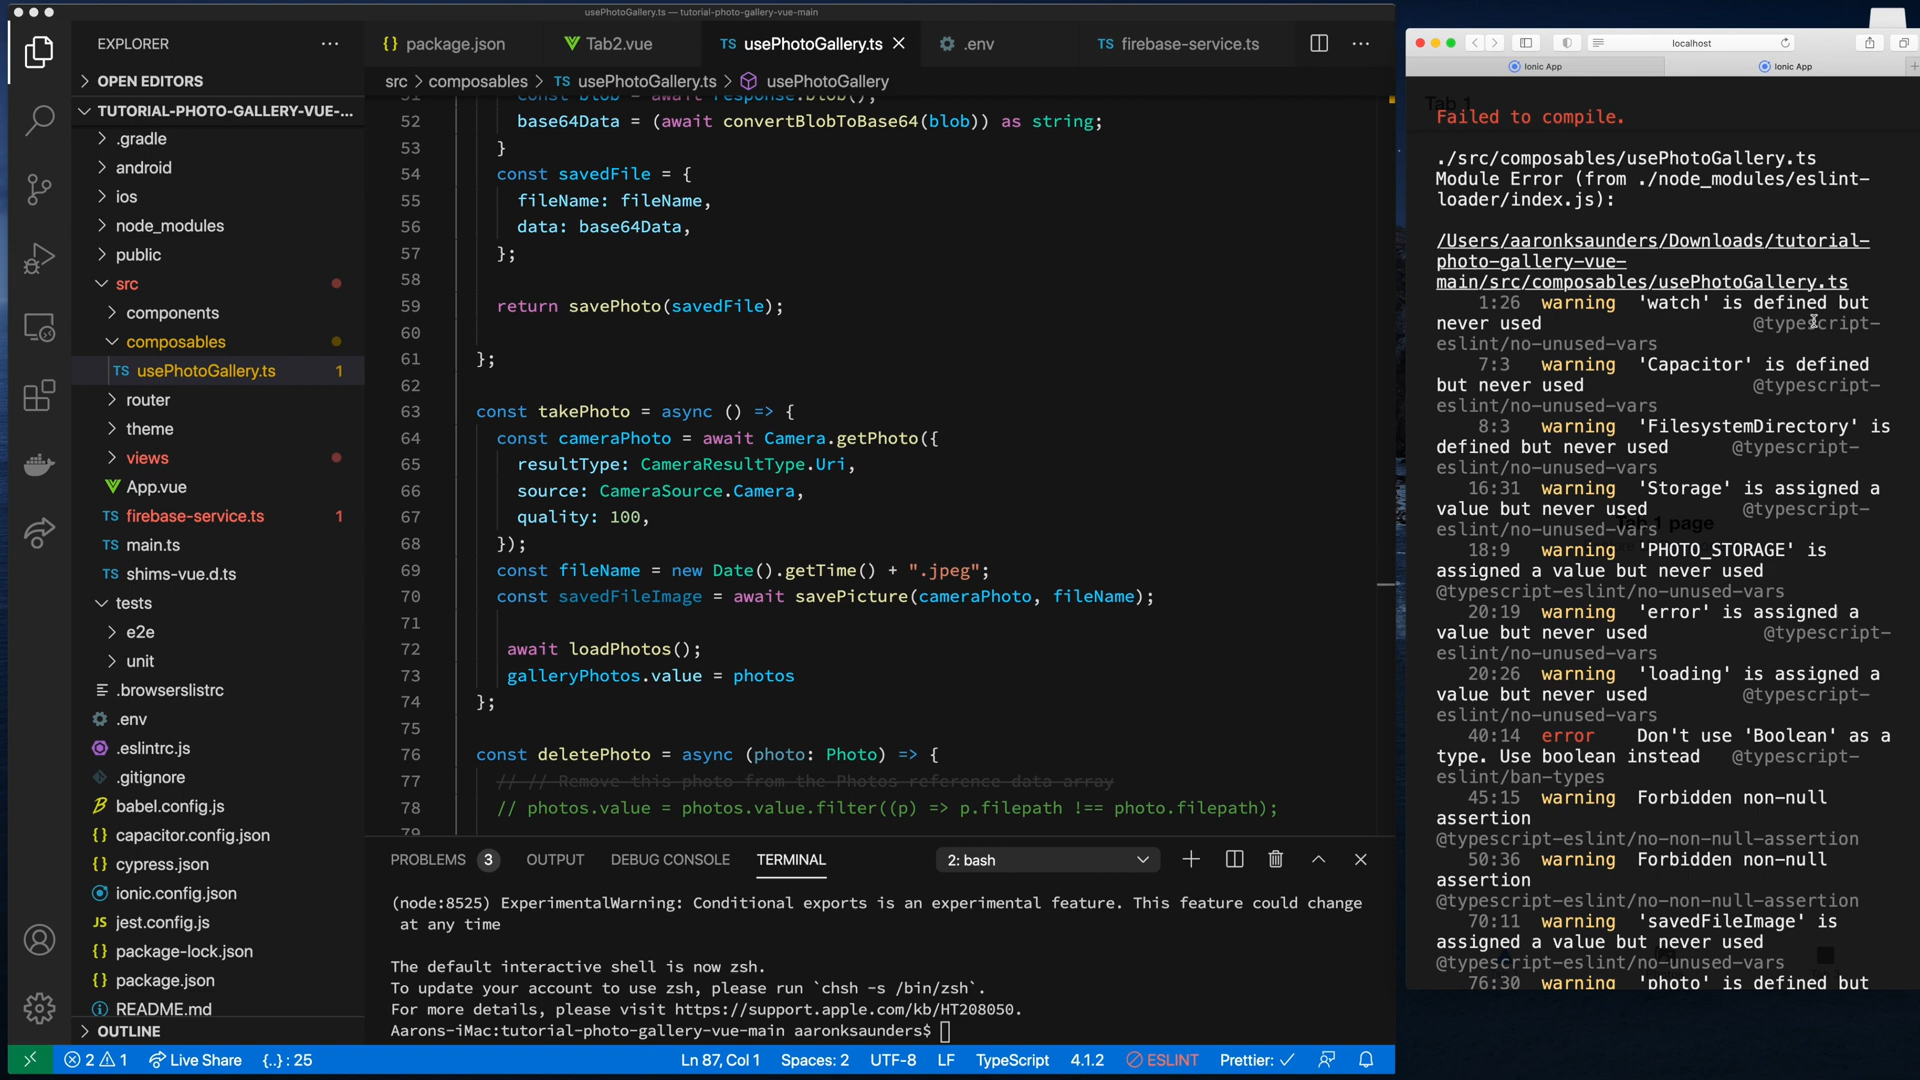 usePhotoGallery.ts — tutorial-photo-gallery-vue-main
EXPLORER
OPEN EDITORS
TUTORIAL-PHOTO-GALLERY-VUE-...
.gradle
android
ios
node_modules
public
src
components
composables
TS usePhotoGallery.ts 1
router
theme
views
App.vue
TS firebase-service.ts 1
TS main.ts
TS shims-vue.d.ts
tests
e2e
unit
.browserslistrc
.env
.eslintrc.js
.gitignore
babel.config.js
{} capacitor.config.json
{} cypress.json
ionic.config.json
JS jest.config.js
{} package-lock.json
{} package.json
README.md
OUTLINE
{} package.json
Tab2.vue
TS usePhotoGallery.ts
.env
TS firebase-service.ts
src > composables > TS usePhotoGallery.ts > usePhotoGallery
51 const blob = await response.blob();
52 base64Data = (await convertBlobToBase64(blob)) as string;
53 }
54 const savedFile = {
55 fileName: fileName,
56 data: base64Data,
57 };
58
59 return savePhoto(savedFile);
60
61 };
62
63 const takePhoto = async () => {
64 const cameraPhoto = await Camera.getPhoto({
65 resultType: CameraResultType.Uri,
66 source: CameraSource.Camera,
67 quality: 100,
68 });
69 const fileName = new Date().getTime() + ".jpeg";
70 const savedFileImage = await savePicture(cameraPhoto, fileName);
71
72 await loadPhotos();
73 galleryPhotos.value = photos
74 };
75
76 const deletePhoto = async (photo: Photo) => {
77 // // Remove this photo from the Photos reference data array
78 // photos.value = photos.value.filter((p) => p.filepath !== photo.filepath);
79
PROBLEMS 3 OUTPUT DEBUG CONSOLE TERMINAL 2: bash
(node:8525) ExperimentalWarning: Conditional exports is an experimental feature. This feature could change
at any time
The default interactive shell is now zsh.
To update your account to use zsh, please run `chsh -s /bin/zsh`.
For more details, please visit https://support.apple.com/kb/HT208050.
Aarons-iMac:tutorial-photo-gallery-vue-main aaronksaunders$
2 1 Live Share {..} : 25 Ln 87, Col 1 Spaces: 2 UTF-8 LF TypeScript 4.1.2 ESLINT Prettier: ✓
localhost
Ionic App
Ionic App
Tab 1
Failed to compile.
./src/composables/usePhotoGallery.ts
Module Error (from ./node_modules/eslint-
loader/index.js):
/Users/aaronksaunders/Downloads/tutorial-
photo-gallery-vue-
main/src/composables/usePhotoGallery.ts
1:26 warning 'watch' is defined but
never used @typescript-
eslint/no-unused-vars
7:3 warning 'Capacitor' is defined
but never used @typescript-
eslint/no-unused-vars
8:3 warning 'FilesystemDirectory' is
defined but never used @typescript-
eslint/no-unused-vars
16:31 warning 'Storage' is assigned a
value but never used @typescript-
eslint/no-unused-vars
Tab 1 page
18:9 warning 'PHOTO_STORAGE' is
assigned a value but never used
@typescript-eslint/no-unused-vars
20:19 warning 'error' is assigned a
value but never used @typescript-
eslint/no-unused-vars
20:26 warning 'loading' is assigned a
value but never used @typescript-
eslint/no-unused-vars
40:14 error Don't use 'Boolean' as a
type. Use boolean instead @typescript-
eslint/ban-types
45:15 warning Forbidden non-null
assertion
@typescript-eslint/no-non-null-assertion
50:36 warning Forbidden non-null
assertion
@typescript-eslint/no-non-null-assertion
70:11 warning 'savedFileImage' is
assigned a value but never used
@typescript-eslint/no-unused-vars
76:30 warning 'photo' is defined but